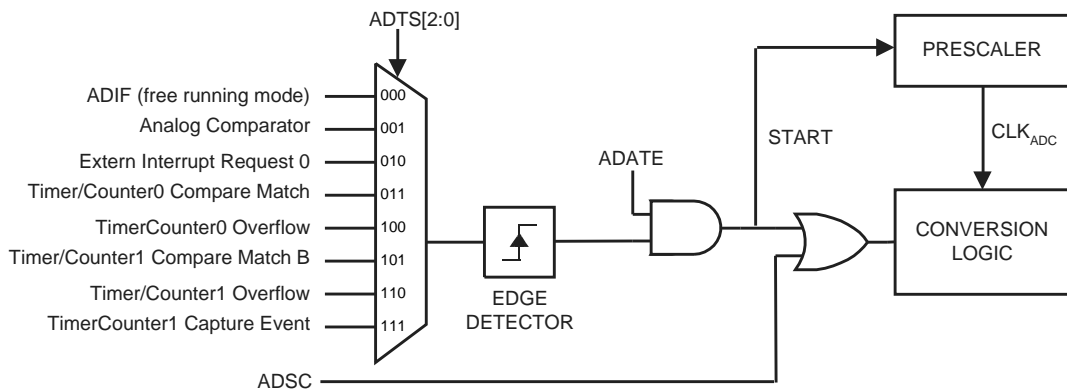 ADTS[2:0]
PRESCALER
ADIF (free running mode) 000
Analog Comparator 001
START
CLKADC
Extern Interrupt Request 0 010
ADATE
Timer/Counter0 Compare Match 011
TimerCounter0 Overflow 100
CONVERSION
LOGIC
Timer/Counter1 Compare Match B 101
Timer/Counter1 Overflow 110
EDGE
DETECTOR
TimerCounter1 Capture Event 111
ADSC